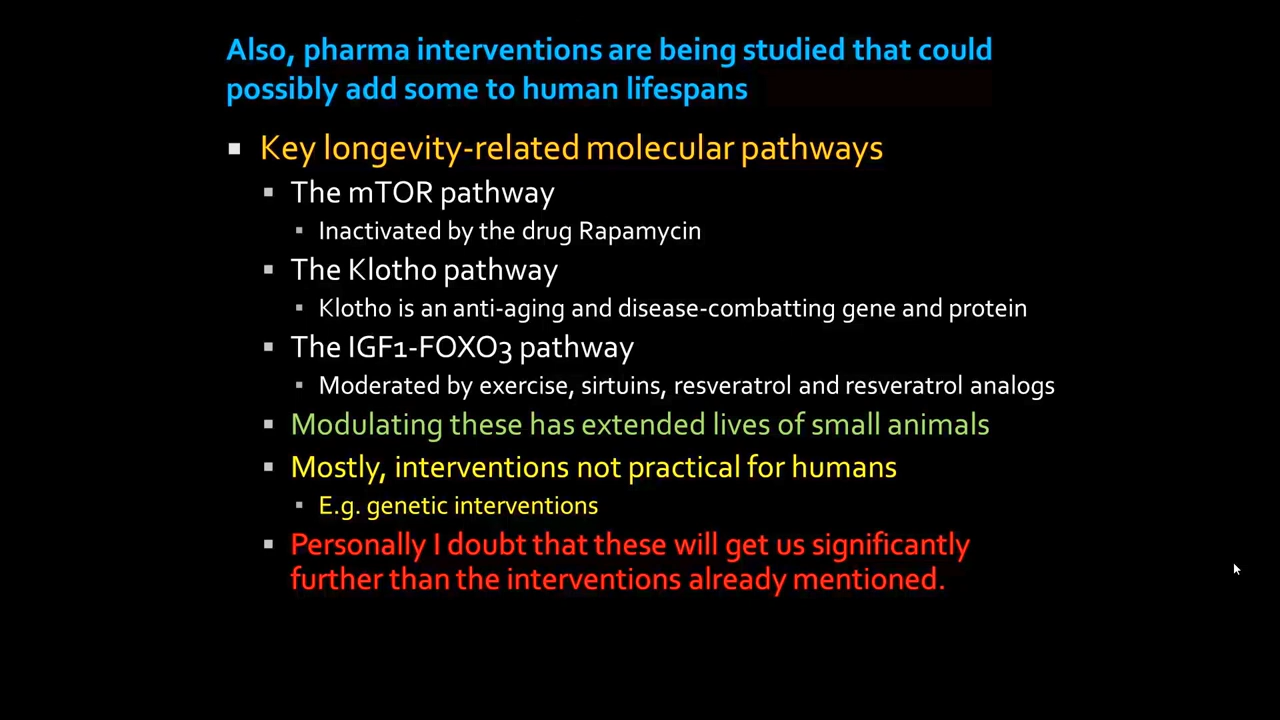 Also, pharma interventions are being studied that could
possibly add some to human lifespans
Key longevity-related molecular pathways
The mTOR pathway
Inactivated by the drug Rapamycin
The Klotho pathway
Klotho is an anti-aging and disease-combatting gene and protein
The IGF1-FOXO3 pathway
Moderated by exercise, sirtuins, resveratrol and resveratrol analogs
Modulating these has extended lives of small animals
Mostly, interventions not practical for humans
E.g. genetic interventions
Personally I doubt that these will get us significantly
further than the interventions already mentioned.